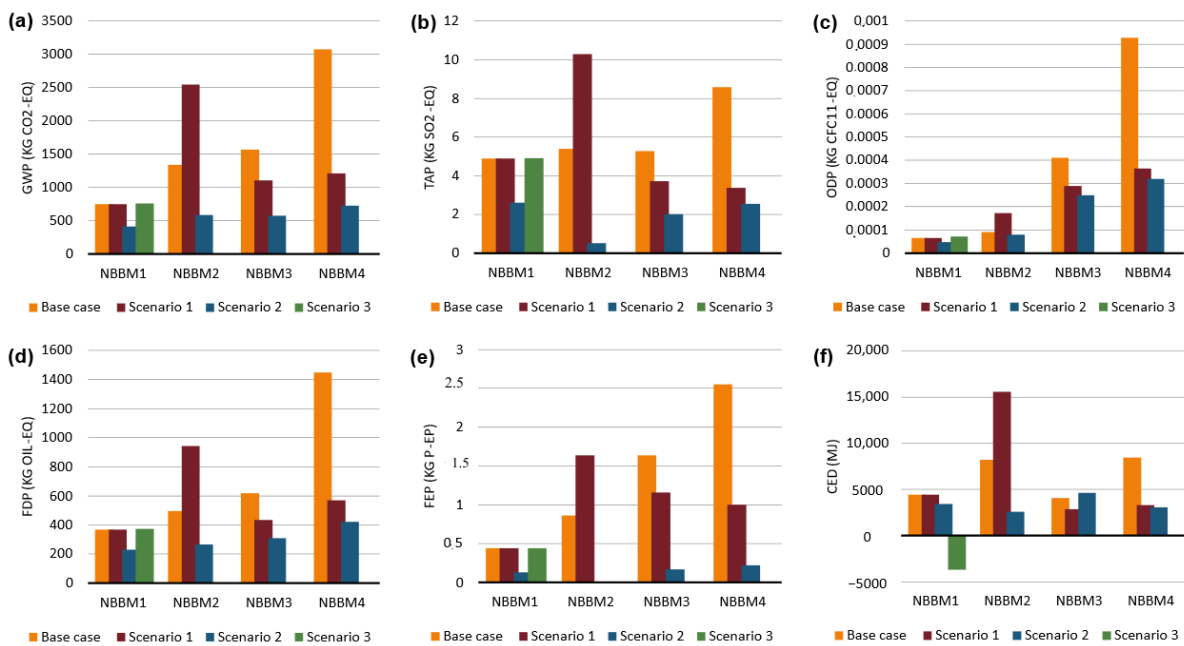 (a)
GWP (KG CO2 -EQ)
3500
3000
2500
2000
1500
1000
500
0
NBBM1 NBBM2 NBBM3 NBBM4
Base case Scenario 1 Scenario 2 Scenario 3
(b)
TAP (KG SO2 -EQ)
12
10
8
6
4
2
0
NBBM1 NBBM2 NBBM3 NBBM4
Base case Scenario 1 Scenario 2 Scenario 3
(c)
ODP (KG CFC11-EQ)
0,001
0,0009
0.0008
0.0007
0.0006
0.0005
0.0004
0.0003
0.0002
0.0001
0
NBBM1 NBBM2 NBBM3 NBBM4
Base case Scenario 1 Scenario 2 Scenario 3
(d)
FDP (KG OIL-EQ)
1600
1400
1200
1000
800
600
400
200
0
NBBM1 NBBM2 NBBM3 NBBM4
Base case Scenario 1 Scenario 2 Scenario 3
(e)
FEP (KG P-EP)
3
2.5
2
1.5
1
0.5
0
NBBM1 NBBM2 NBBM3 NBBM4
Base case Scenario 1 Scenario 2 Scenario 3
(f)
CED (MJ)
20,000
15,000
10,000
5000
0
−5000
NBBM1 NBBM2 NBBM3 NBBM4
Base case Scenario 1 Scenario 2 Scenario 3